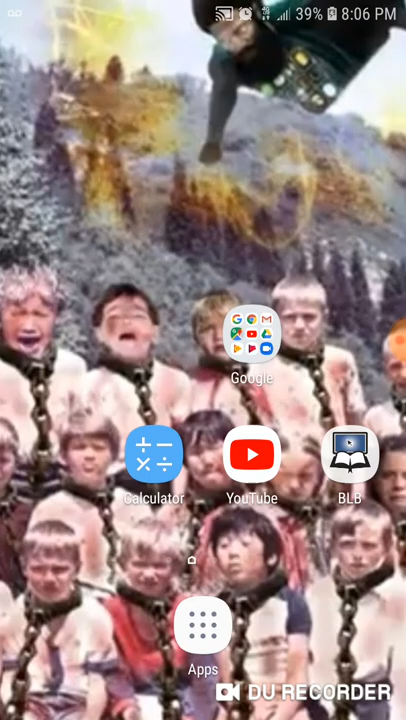 39% 8:06 PM
Google
Calculator
YouTube
BLB
Apps
DU RECORDER